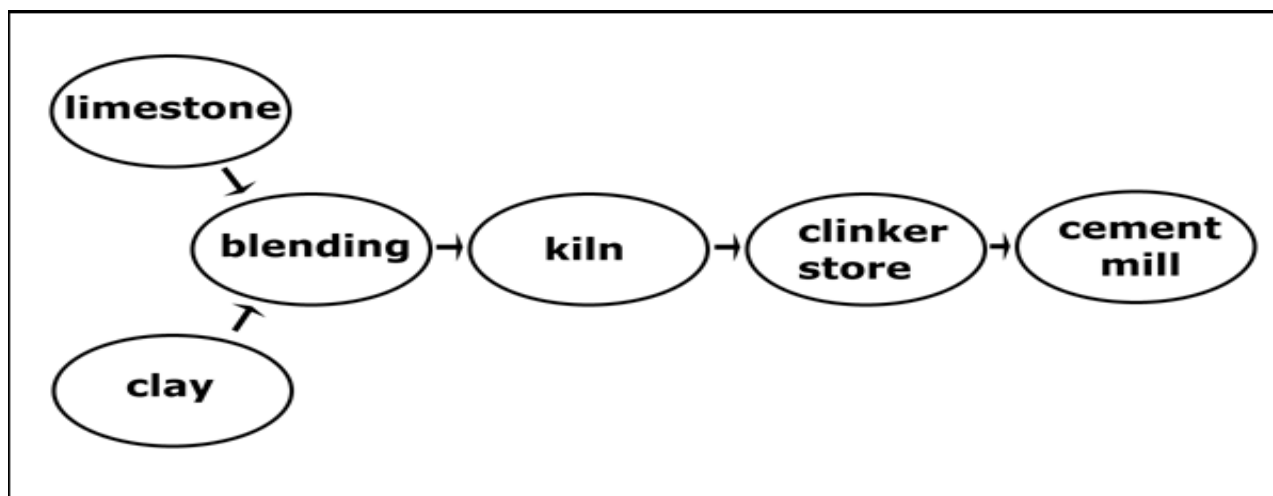 limestone
blending
kiln
clinker
store
cement
mill
clay